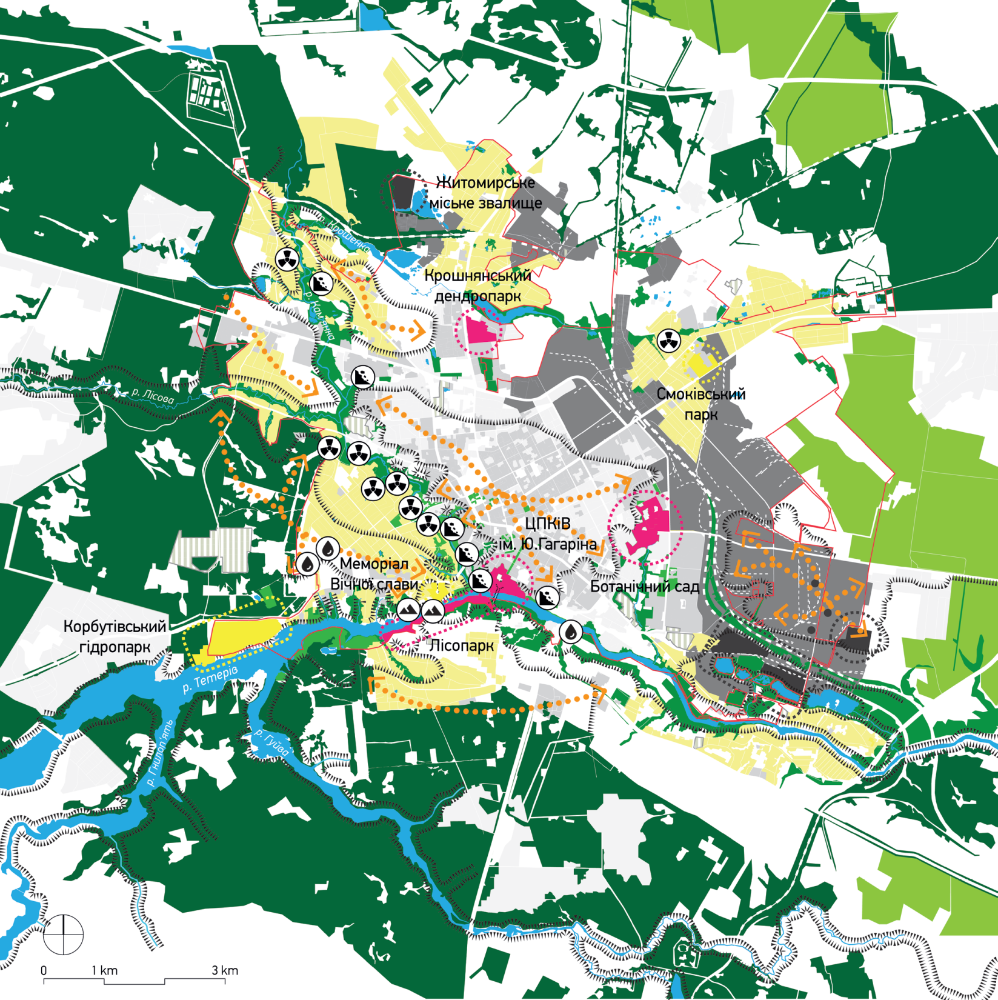 Житомирське
міське звалище
р. Крошенка
Крошнянський
дендропарк
р. Кам'янка
р. Лісова
Смоківський
парк
ЦПКіВ
ім. Ю.Гагаріна
Меморіал
Вічної слави
Ботанічний сад
Корбутівський
гідропарк
Лісопарк
р. Тетерів
р. Гнилоп'ять
р. Гуйва
0 1 km 3 km